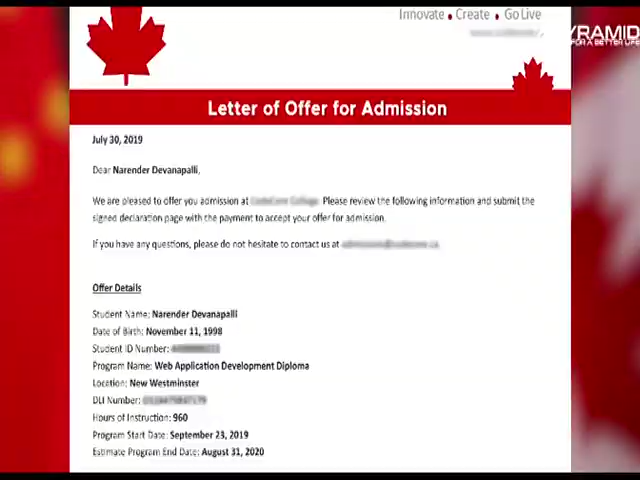 Innovate • Create • Go Live
YRAMID
FOR A BETTER LIFE
Letter of Offer for Admission
July 30, 2019
Dear Narender Devanapalli,
We are pleased to offer you admission at Please review the following information and submit the
signed declaration page with the payment to accept your offer for admission.
If you have any questions, please do not hesitate to contact us at
Offer Details
Student Name: Narender Devanapalli
Date of Birth: November 11, 1998
Student ID Number:
Program Name: Web Application Development Diploma
Location: New Westminster
DLI Number:
Hours of Instruction: 960
Program Start Date: September 23, 2019
Estimate Program End Date: August 31, 2020